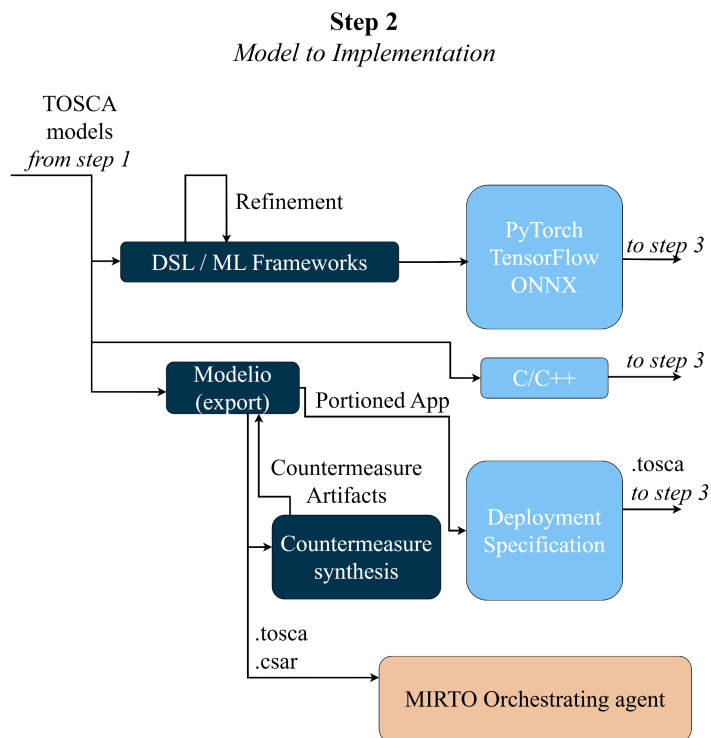 Step 2
Model to Implementation
TOSCA
models
from step 1
Refinement
DSL / ML Frameworks
PyTorch
TensorFlow
ONNX
to step 3
Modelio
(export)
C/C++
to step 3
Portioned App
Countermeasure
Artifacts
Countermeasure
synthesis
Deployment
Specification
.tosca
to step 3
.tosca
.csar
MIRTO Orchestrating agent